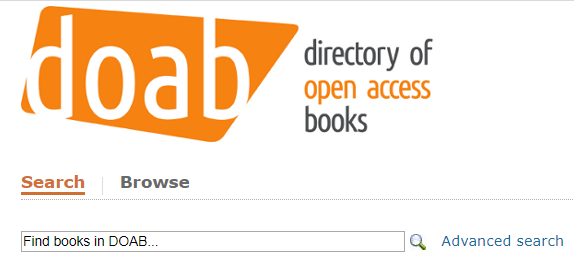 doab
directory of
open access
books
Search
Browse
Find books in DOAB...
Advanced search